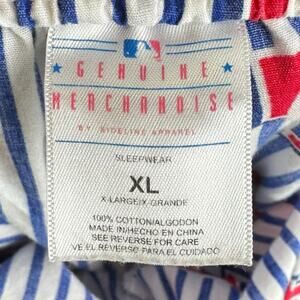 GENUINE
MERCHANDISE
BY SIDELINE APPAREL
SLEEPWEAR
XL
X-LARGE/X-GRANDE
100% COTTON/ALGODON
MADE IN/HECHO EN CHINA
SEE REVERSE FOR CARE
VE EL REVERSO PARA EL CUIDADO